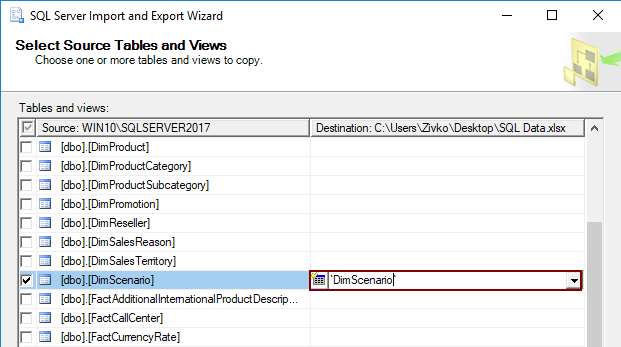 SQL Server Import and Export Wizard
Select Source Tables and Views
Choose one or more tables and views to copy.
Tables and views:
Source: WIN10\SQLSERVER2017 Destination: C:\Users\Zivko\Desktop\SQL Data.xlsx
[dbo].[DimProduct]
[dbo].[DimProductCategory]
[dbo].[DimProductSubcategory]
[dbo].[DimPromotion]
[dbo].[DimReseller]
[dbo].[DimSalesReason]
[dbo].[DimSalesTerritory]
[dbo].[DimScenario] `DimScenario`
[dbo].[FactAdditionalInternationalProductDescrip...
[dbo].[FactCallCenter]
[dbo].[FactCurrencyRate]